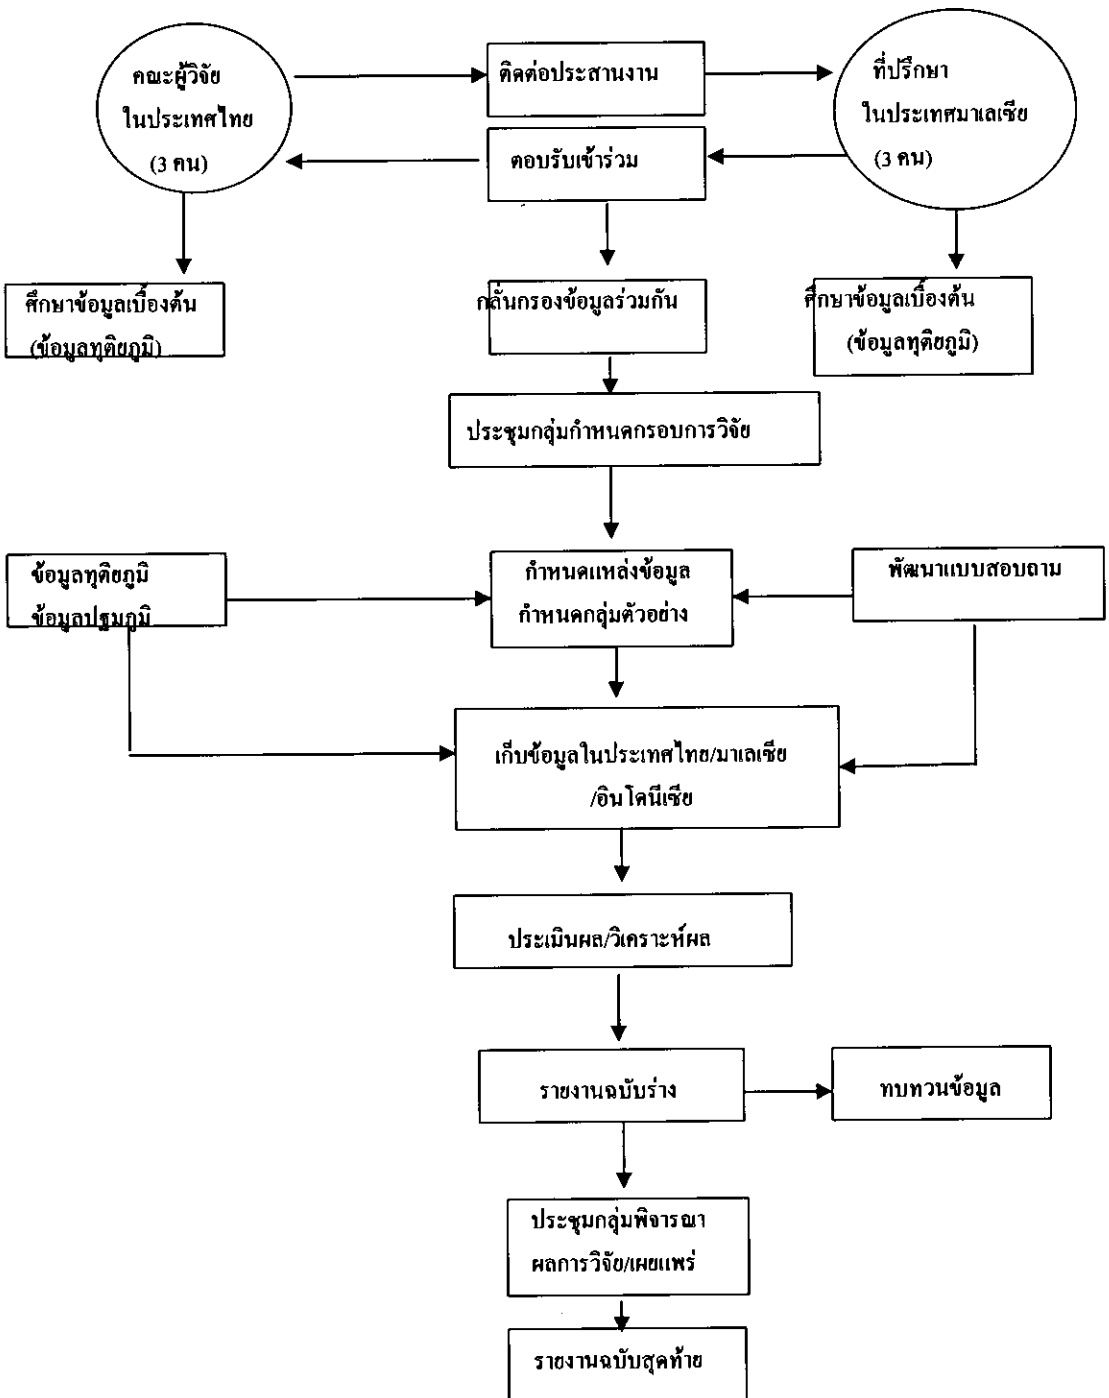 คณะผู้วิจัย
ในประเทศไทย
(3 คน)
ติดต่อประสานงาน
ที่ปรึกษา
ในประเทศมาเลเซีย
(3 คน)
ตอบรับเข้าร่วม
ศึกษาข้อมูลเบื้องต้น
(ข้อมูลทุติยภูมิ)
กลั่นกรองข้อมูลร่วมกัน
ศึกษาข้อมูลเบื้องต้น
(ข้อมูลทุติยภูมิ)
ประชุมกลุ่มกำหนดกรอบการวิจัย
ข้อมูลทุติยภูมิ
ข้อมูลปฐมภูมิ
กำหนดแหล่งข้อมูล
กำหนดกลุ่มตัวอย่าง
พัฒนาแบบสอบถาม
เก็บข้อมูลในประเทศไทย/มาเลเซีย
/อินโดนีเซีย
ประเมินผล/วิเคราะห์ผล
รายงานฉบับร่าง
ทบทวนข้อมูล
ประชุมกลุ่มพิจารณา
ผลการวิจัย/เผยแพร่
รายงานฉบับสุดท้าย